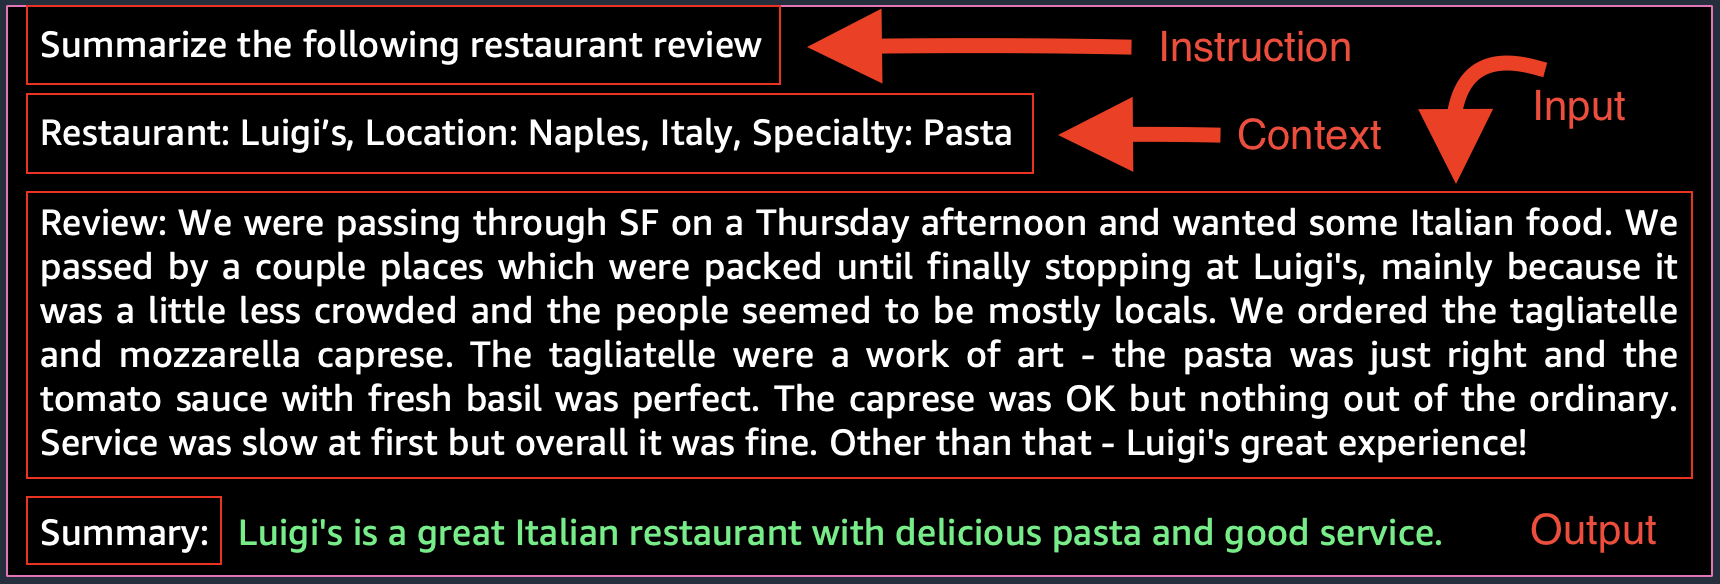 Summarize the following restaurant review
Instruction
Restaurant: Luigi’s, Location: Naples, Italy, Specialty: Pasta
Context
Input
Review: We were passing through SF on a Thursday afternoon and wanted some Italian food. We
passed by a couple places which were packed until finally stopping at Luigi's, mainly because it
was a little less crowded and the people seemed to be mostly locals. We ordered the tagliatelle
and mozzarella caprese. The tagliatelle were a work of art - the pasta was just right and the
tomato sauce with fresh basil was perfect. The caprese was OK but nothing out of the ordinary.
Service was slow at first but overall it was fine. Other than that - Luigi's great experience!
Summary: Luigi's is a great Italian restaurant with delicious pasta and good service.
Output